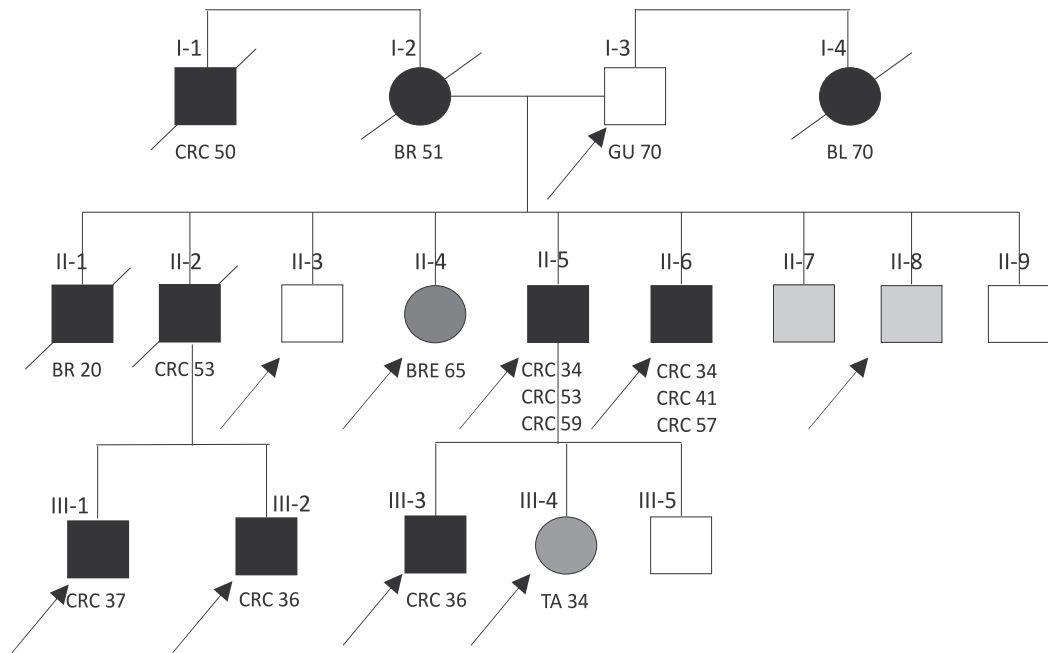 I-1 I-2 I-3 I-4
CRC 50 BR 51 GU 70 BL 70
II-1 II-2 II-3 II-4 II-5 II-6 II-7 II-8 II-9
BR 20 CRC 53 BRE 65 CRC 34 CRC 34
CRC 53 CRC 41
CRC 59 CRC 57
III-1 III-2 III-3 III-4 III-5
CRC 37 CRC 36 CRC 36 TA 34